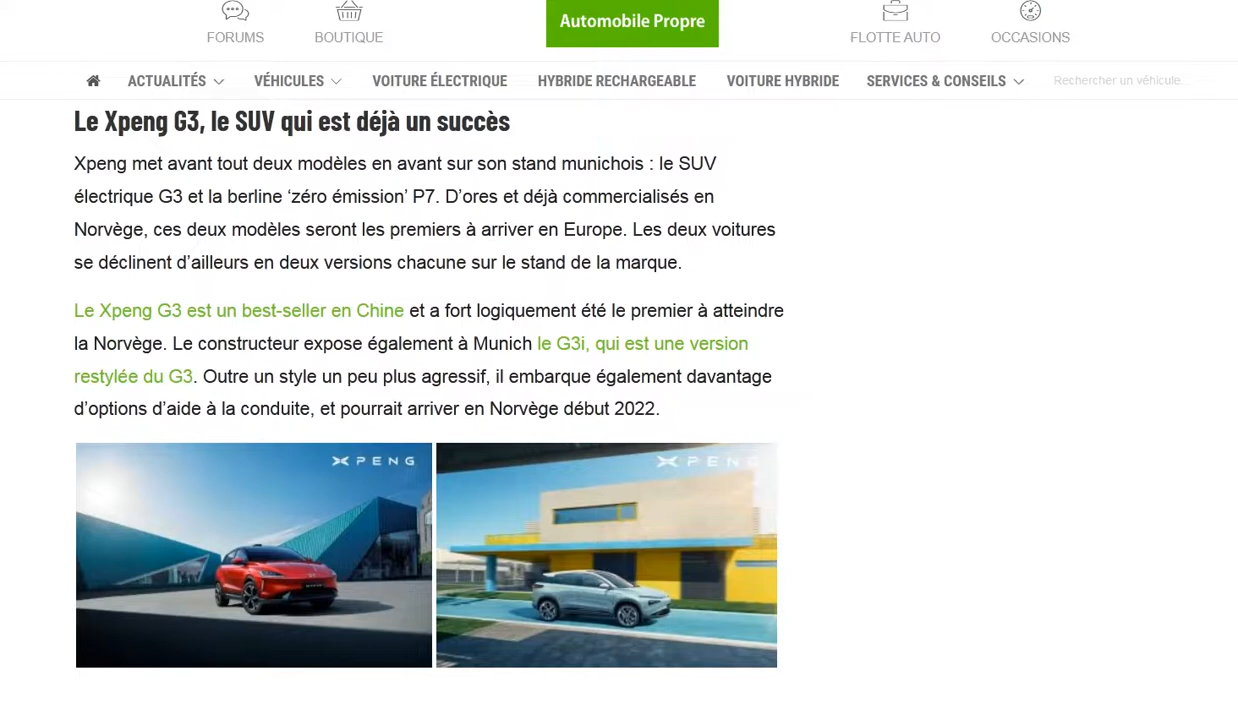 FORUMS
BOUTIQUE
Automobile Propre
FLOTTE AUTO
OCCASIONS
ACTUALITÉS
VÉHICULES
VOITURE ÉLECTRIQUE
HYBRIDE RECHARGEABLE
VOITURE HYBRIDE
SERVICES & CONSEILS
Rechercher un véhicule...
Le Xpeng G3, le SUV qui est déjà un succès
Xpeng met avant tout deux modèles en avant sur son stand munichois : le SUV
électrique G3 et la berline ‘zéro émission’ P7. D’ores et déjà commercialisés en
Norvège, ces deux modèles seront les premiers à arriver en Europe. Les deux voitures
se déclinent d’ailleurs en deux versions chacune sur le stand de la marque.
Le Xpeng G3 est un best-seller en Chine et a fort logiquement été le premier à atteindre
la Norvège. Le constructeur expose également à Munich le G3i, qui est une version
restylée du G3. Outre un style un peu plus agressif, il embarque également davantage
d’options d’aide à la conduite, et pourrait arriver en Norvège début 2022.
XPENG
XPENG